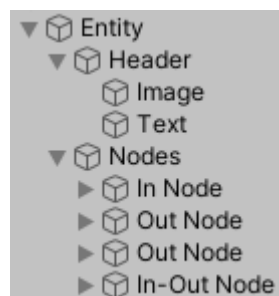 Entity
Header
Image
Text
Nodes
In Node
Out Node
Out Node
In-Out Node